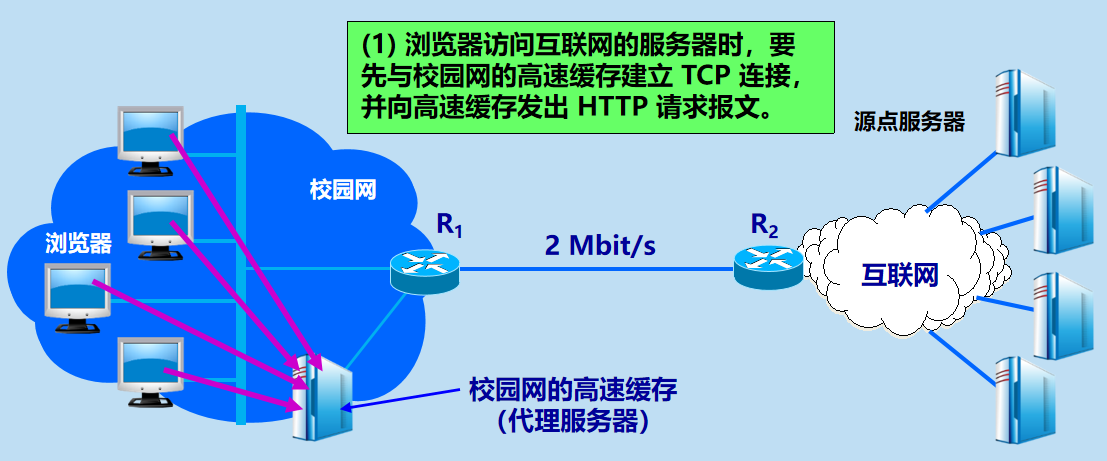 (1) 浏览器访问互联网的服务器时，要
先与校园网的高速缓存建立 TCP 连接，
并向高速缓存发出 HTTP 请求报文。
源点服务器
校园网
浏览器
R1
2 Mbit/s
R2
互联网
校园网的高速缓存
（代理服务器）